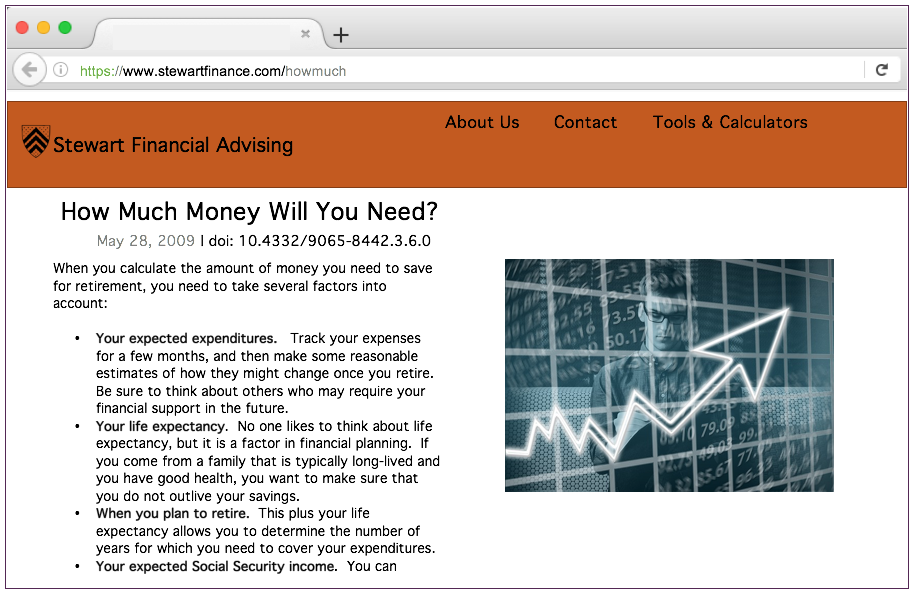 https://www.stewartfinance.com/howmuch
About Us Contact Tools & Calculators
Stewart Financial Advising
How Much Money Will You Need?
May 28, 2009 I doi: 10.4332/9065-8442.3.6.0
When you calculate the amount of money you need to save
for retirement, you need to take several factors into
account:
• Your expected expenditures. Track your expenses
for a few months, and then make some reasonable
estimates of how they might change once you retire.
Be sure to think about others who may require your
financial support in the future.
• Your life expectancy. No one likes to think about life
expectancy, but it is a factor in financial planning. If
you come from a family that is typically long-lived and
you have good health, you want to make sure that
you do not outlive your savings.
• When you plan to retire. This plus your life
expectancy allows you to determine the number of
years for which you need to cover your expenditures.
• Your expected Social Security income. You can